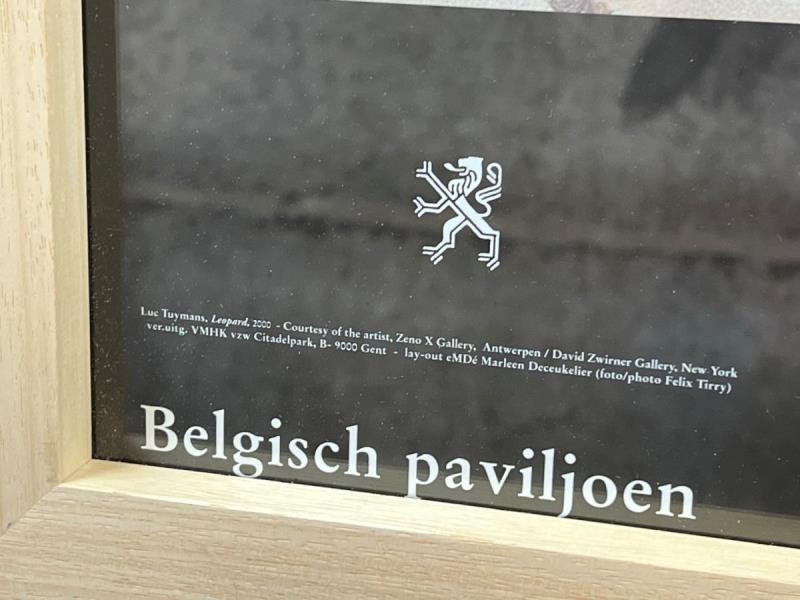 Luc Tuymans, Leopard, 2000 - Courtesy of the artist, Zeno X Gallery, Antwerpen / David Zwirner Gallery, New York
ver.uitg. VMHK vzw Citadelpark, B- 9000 Gent - lay-out eMDé Marleen Deceukelier (foto/photo Felix Tirry)
Belgisch paviljoen